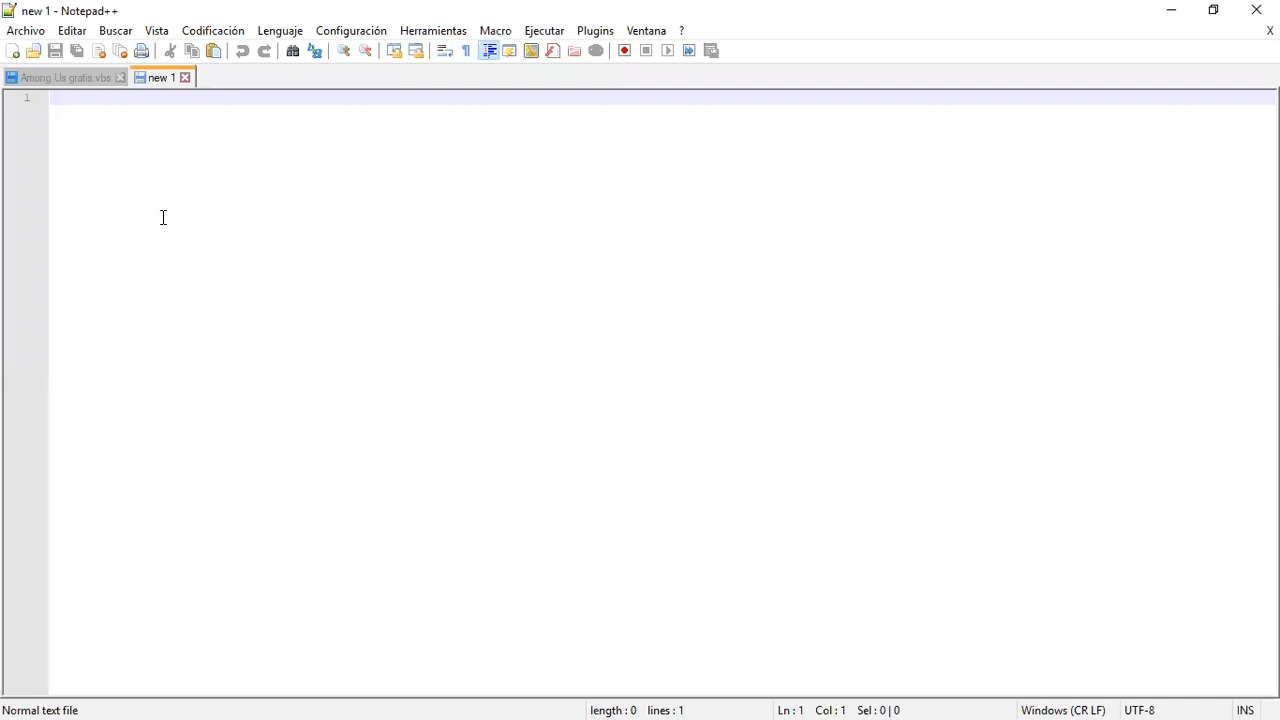 new 1 - Notepad++
Archivo Editar Buscar Vista Codificación Lenguaje Configuración Herramientas Macro Ejecutar Plugins Ventana ? X
Among Us gratis.vbs new 1
1
Normal text file length : 0 lines : 1 Ln : 1 Col : 1 Sel : 0 | 0 Windows (CR LF) UTF-8 INS